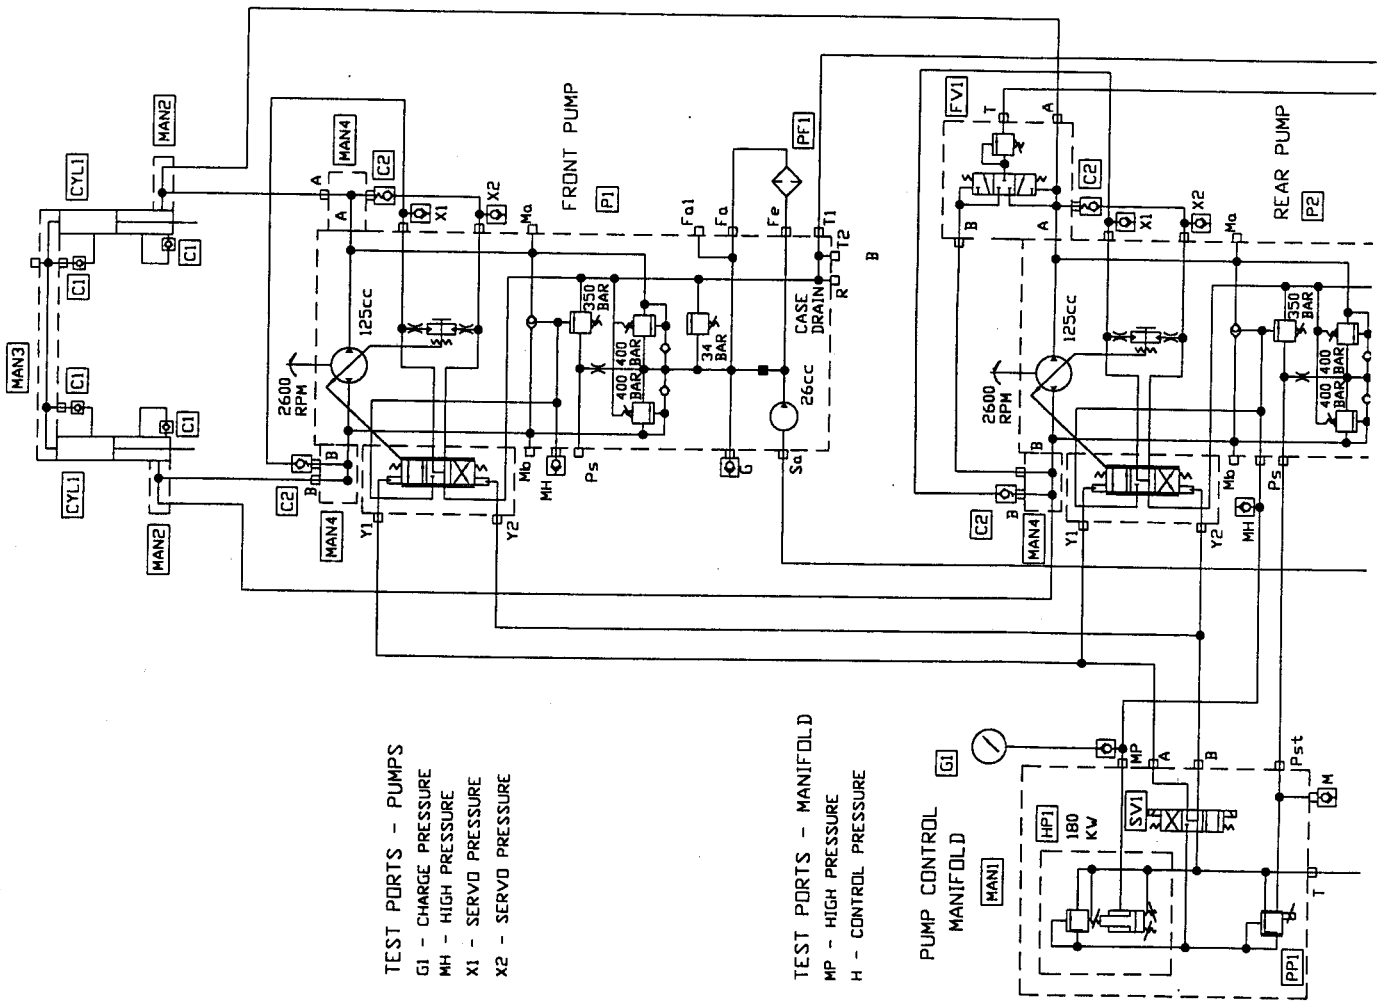 MAN3
CYL1
C1
C1
MAN2
CYL1
C1
C1
MAN2
A
MAN4
A
C2
X1
X2
Ma
FRONT PUMP
P1
Fa1
Fa
Fe
PF1
T1
T2
B
R
125cc
2600
RPM
350
BAR
400
BAR
400
BAR
34
BAR
CASE
DRAIN
26cc
B
B
C2
MAN4
Y1
Y2
Mb
MH
Ps
G
Sa
FV1
T
A
B
A
C2
X1
X2
Ma
REAR PUMP
P2
125cc
2600
RPM
350
BAR
400
BAR
400
BAR
B
C2
B
MAN4
Y1
Y2
Mb
MH
Ps
TEST PORTS - PUMPS
G1 - CHARGE PRESSURE
MH - HIGH PRESSURE
X1 - SERVO PRESSURE
X2 - SERVO PRESSURE
TEST PORTS - MANIFOLD
MP - HIGH PRESSURE
H - CONTROL PRESSURE
G1
PUMP CONTROL
MANIFOLD
MAN1
MP
A
B
Pst
M
HP1
180
KW
SV1
T
PP1